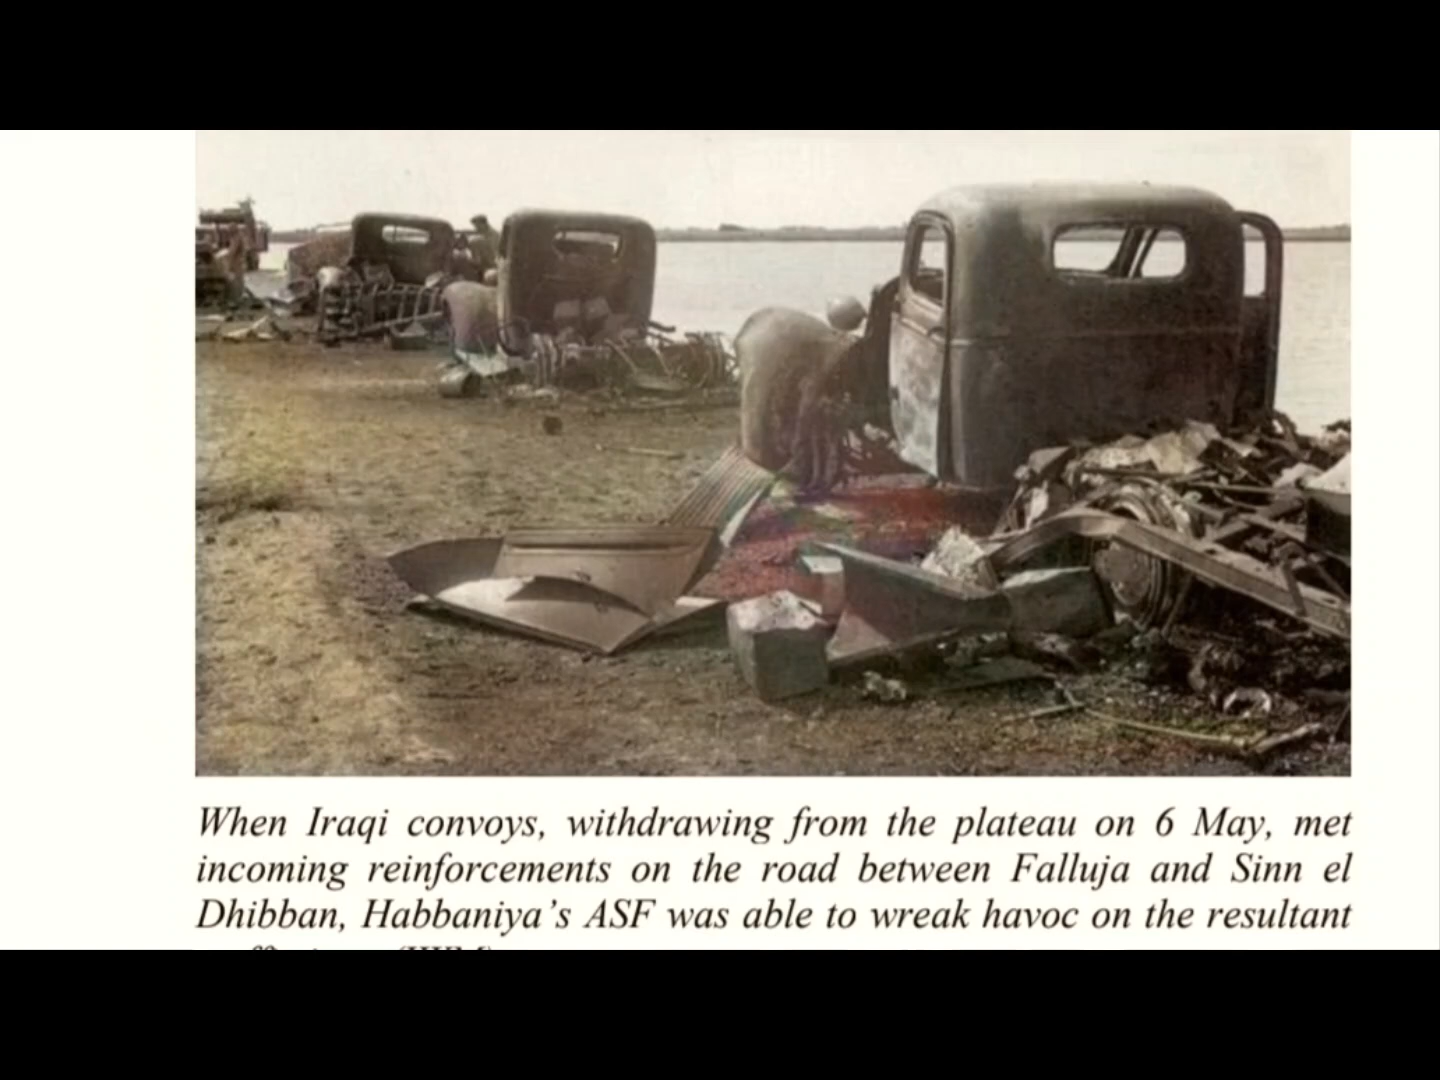 When Iraqi convoys, withdrawing from the plateau on 6 May, met
incoming reinforcements on the road between Falluja and Sinn el
Dhibban, Habbaniya's ASF was able to wreak havoc on the resultant